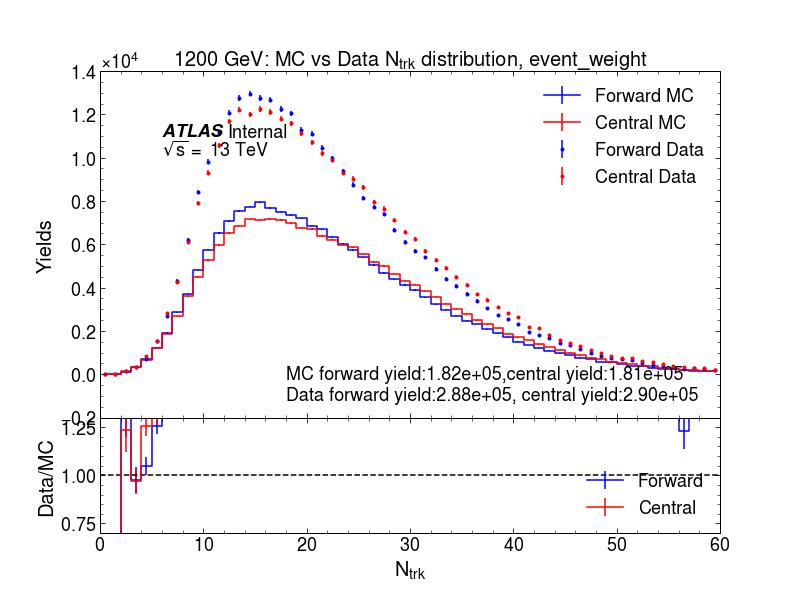 1200 GeV: MC vs Data Ntrk distribution, event_weight
×10⁴
1.4
1.2
1.0
0.8
0.6
0.4
0.2
0.0
0.2
Yields
ATLAS Internal
√s = 13 TeV
Forward MC
Central MC
Forward Data
Central Data
MC forward yield:1.82e+05,central yield:1.81e+05
Data forward yield:2.88e+05, central yield:2.90e+05
1.25
1.00
0.75
Data/MC
Forward
Central
0 10 20 30 40 50 60
Ntrk